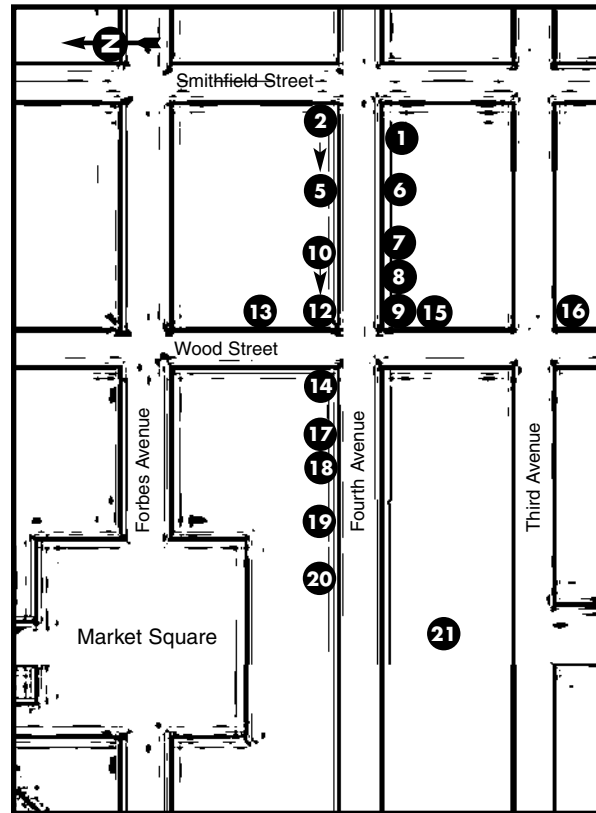 N
Smithfield Street
2
1
5
6
7
10
8
13
12
9
15
16
Wood Street
14
17
18
19
20
21
Forbes Avenue
Fourth Avenue
Third Avenue
Market Square